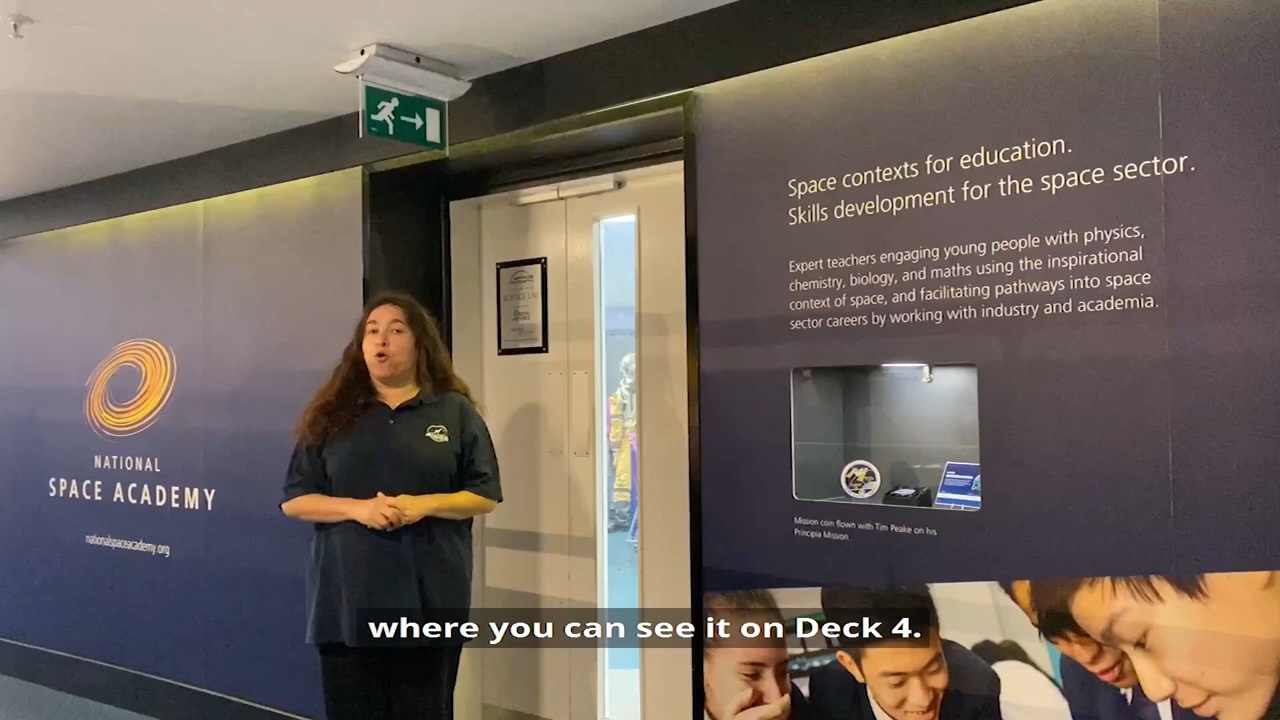 Space contexts for education.
Skills development for the space sector.
Expert teachers engaging young people with physics,
chemistry, biology, and maths using the inspirational
context of space, and facilitating pathways into space
sector careers by working with industry and academia.
Mission coin flown with Tim Peake on his
Principia Mission.
NATIONAL
SPACE ACADEMY
nationalspaceacademy.org
where you can see it on Deck 4.